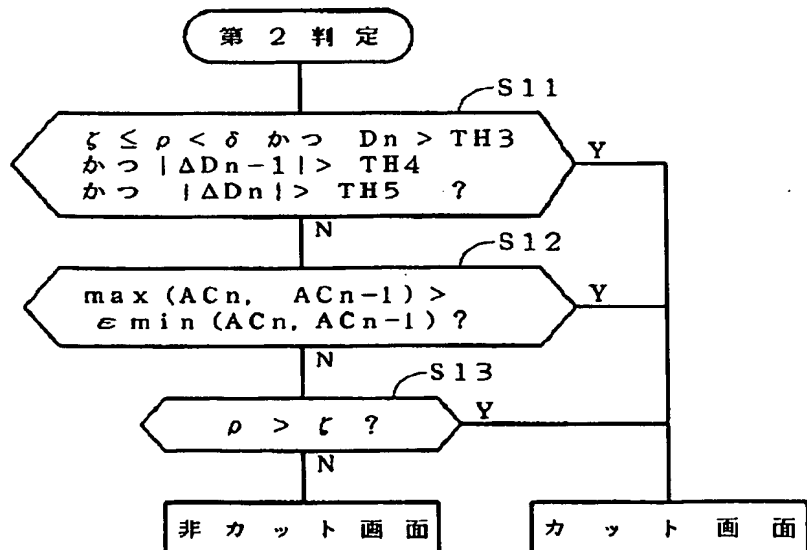 第2判定
S11
ζ ≤ ρ < δ かつ Dn > TH3
かつ |ΔDn-1| > TH4
かつ |ΔDn| > TH5 ?
Y
N
S12
max (ACn, ACn-1) >
ε min (ACn, ACn-1) ?
Y
N
S13
ρ > ζ ?
Y
N
非カット画面
カット画面